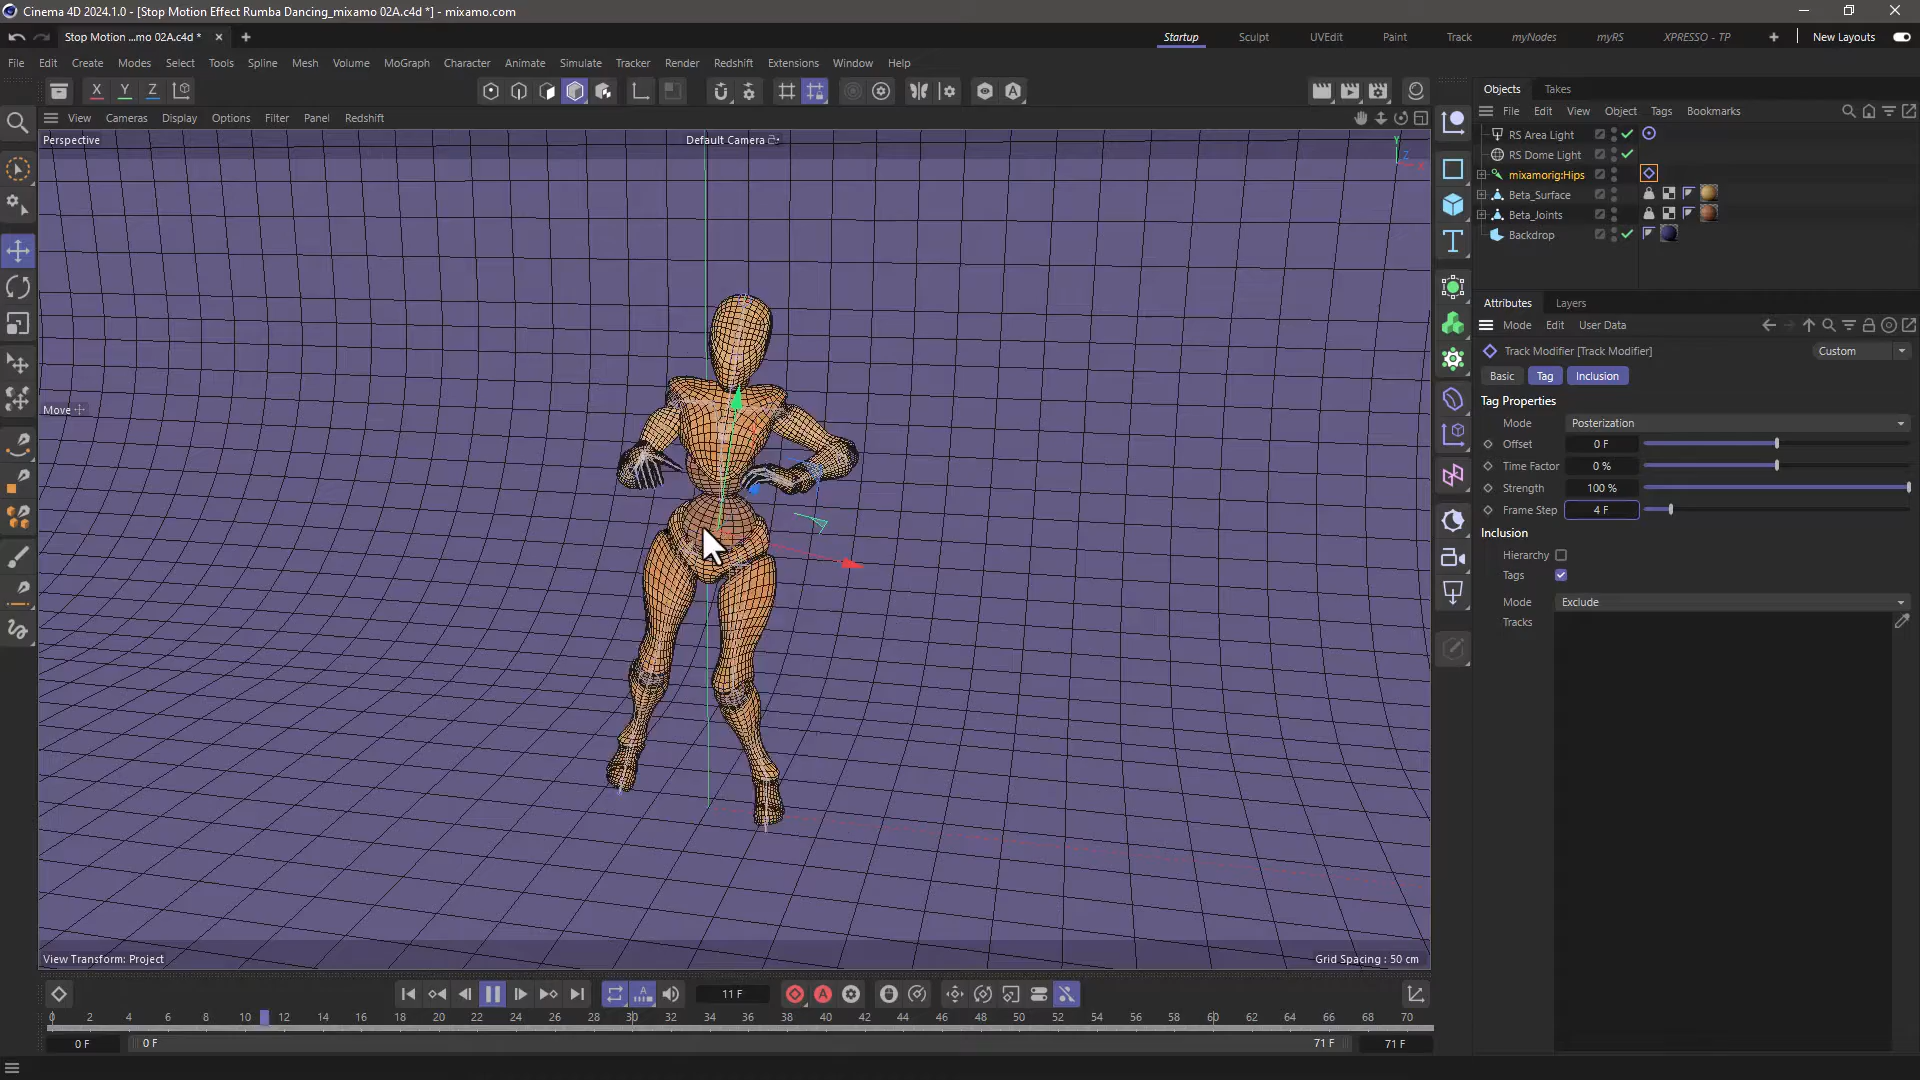 Cinema 4D 2024.1.0 - [Stop Motion Effect Rumba Dancing_mixamo 02A.c4d *] - mixamo.com
Stop Motion ...mo 02A.c4d *
Startup Sculpt UVEdit Paint Track myNodes myRS XPRESSO - TP New Layouts
File Edit Create Modes Select Tools Spline Mesh Volume MoGraph Character Animate Simulate Tracker Render Redshift Extensions Window Help
X Y Z
View Cameras Display Options Filter Panel Redshift
Perspective
Default Camera
Y
Z
X
Move
View Transform: Project
Grid Spacing : 50 cm
11 F
0 2 4 6 8 10 12 14 16 18 20 22 24 26 28 30 32 34 36 38 40 42 44 46 48 50 52 54 56 58 60 62 64 66 68 70
0 F 0 F 71 F 71 F
Objects Takes
File Edit View Object Tags Bookmarks
RS Area Light
RS Dome Light
mixamorig:Hips
Beta_Surface
Beta_Joints
Backdrop
Attributes Layers
Mode Edit User Data
Track Modifier [Track Modifier] Custom
Basic Tag Inclusion
Tag Properties
Mode Posterization
Offset 0 F
Time Factor 0 %
Strength 100 %
Frame Step 4 F
Inclusion
Hierarchy
Tags
Mode Exclude
Tracks